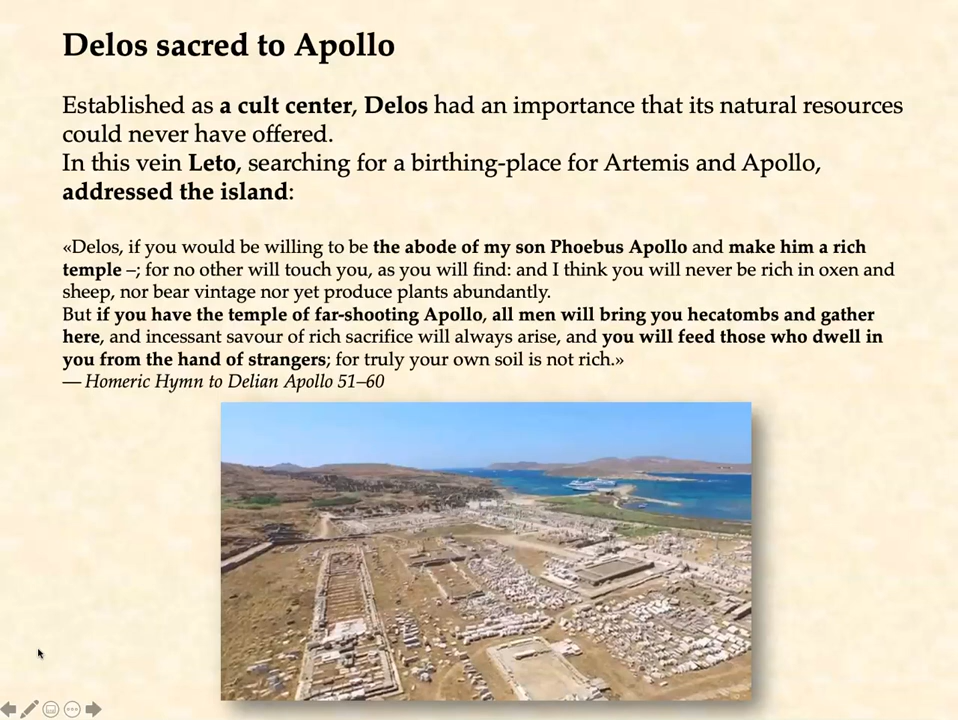 Delos sacred to Apollo
Established as a cult center, Delos had an importance that its natural resources
could never have offered.
In this vein Leto, searching for a birthing-place for Artemis and Apollo,
addressed the island:
«Delos, if you would be willing to be the abode of my son Phoebus Apollo and make him a rich
temple –; for no other will touch you, as you will find: and I think you will never be rich in oxen and
sheep, nor bear vintage nor yet produce plants abundantly.
But if you have the temple of far-shooting Apollo, all men will bring you hecatombs and gather
here, and incessant savour of rich sacrifice will always arise, and you will feed those who dwell in
you from the hand of strangers; for truly your own soil is not rich.»
— Homeric Hymn to Delian Apollo 51–60